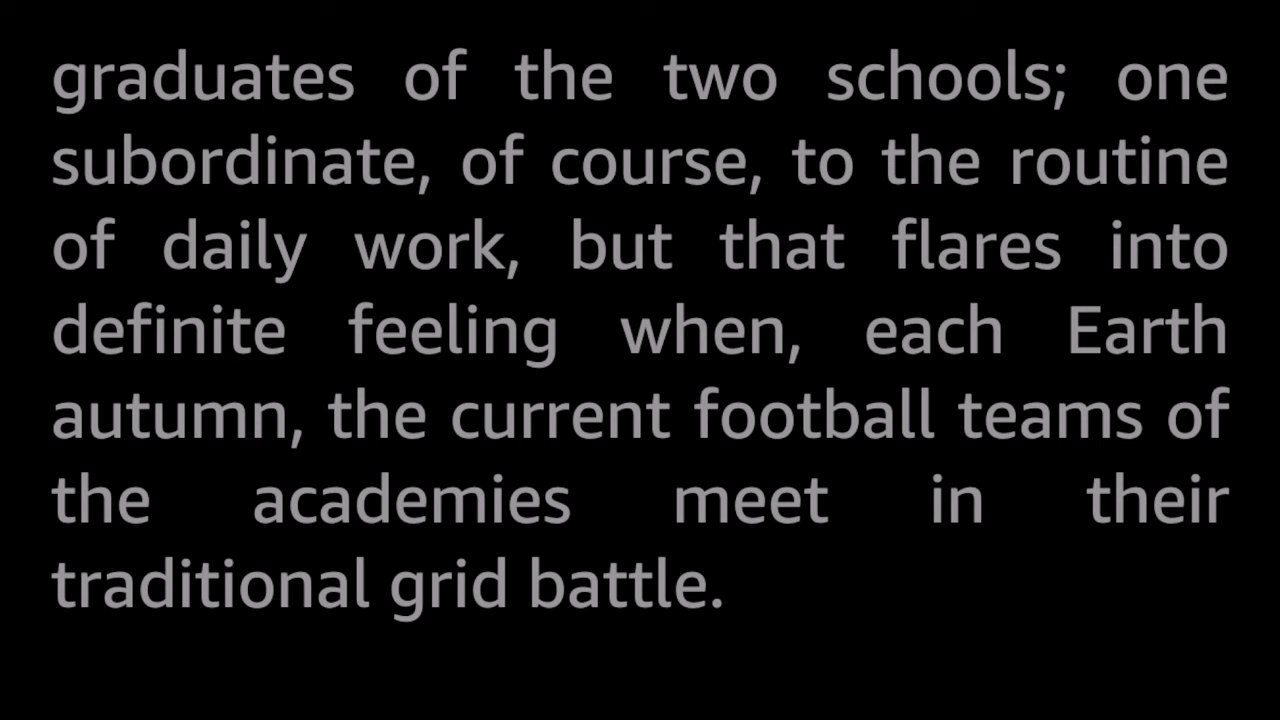 graduates of the two schools; one
subordinate, of course, to the routine
of daily work, but that flares into
definite feeling when, each Earth
autumn, the current football teams of
the academies meet in their
traditional grid battle.